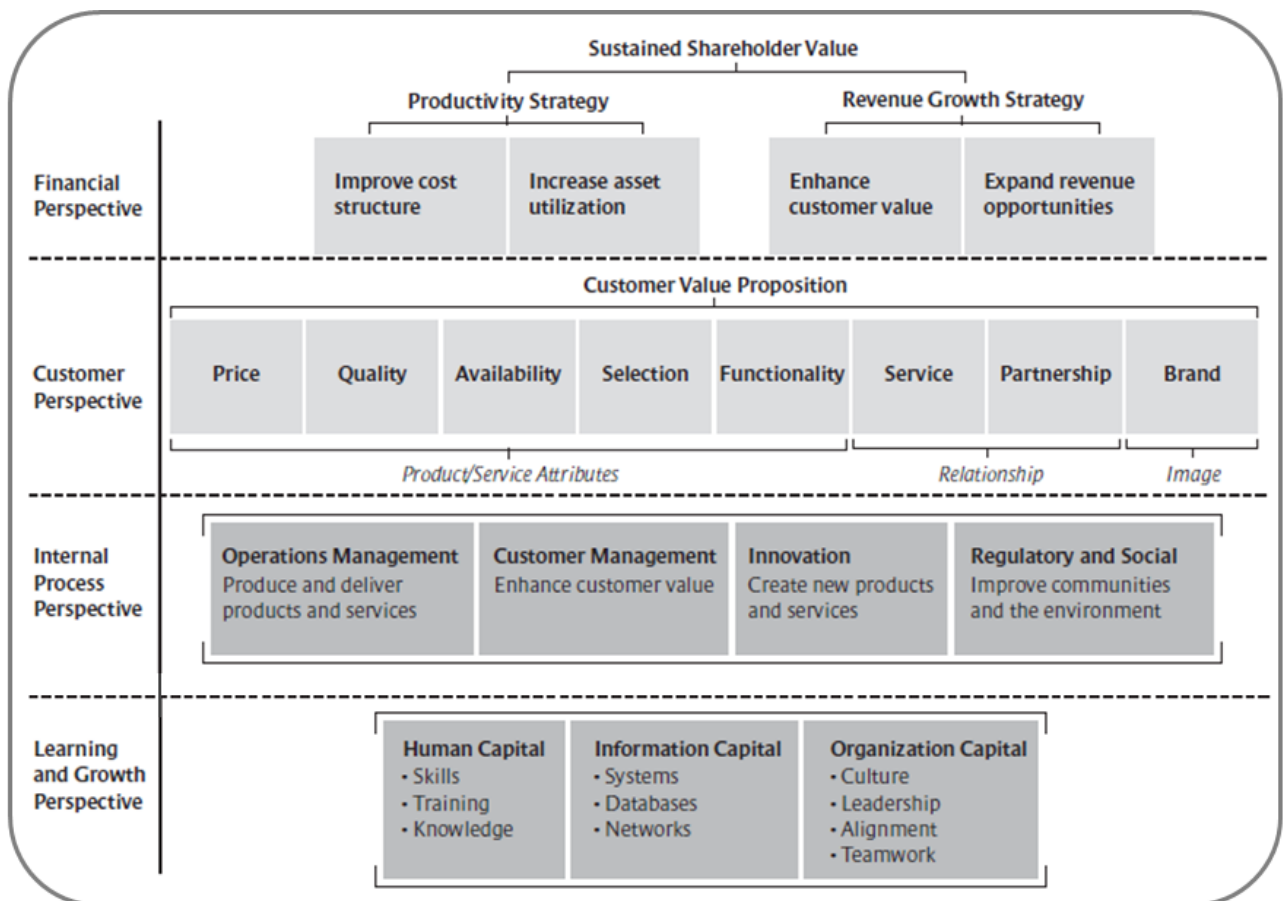 Sustained Shareholder Value
Productivity Strategy
Revenue Growth Strategy
Financial
Perspective
Improve cost
structure
Increase asset
utilization
Enhance
customer value
Expand revenue
opportunities
Customer Value Proposition
Customer
Perspective
Price
Quality
Availability
Selection
Functionality
Service
Partnership
Brand
Product/Service Attributes
Relationship
Image
Internal
Process
Perspective
Operations Management
Produce and deliver
products and services
Customer Management
Enhance customer value
Innovation
Create new products
and services
Regulatory and Social
Improve communities
and the environment
Learning
and Growth
Perspective
Human Capital
• Skills
• Training
• Knowledge
Information Capital
• Systems
• Databases
• Networks
Organization Capital
• Culture
• Leadership
• Alignment
• Teamwork